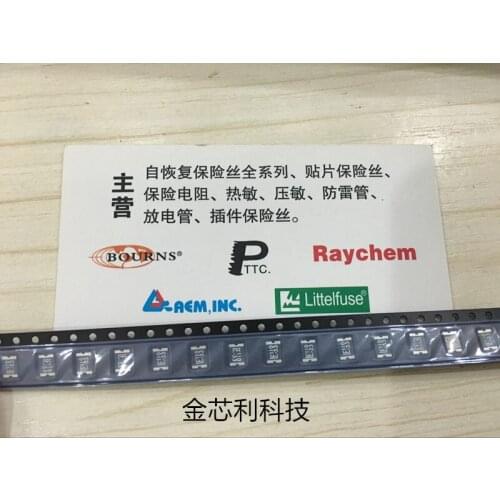 主营
自恢复保险丝全系列、贴片保险丝、
保险电阻、热敏、压敏、防雷管、
放电管、插件保险丝。
BOURNS®
PTTC.
Raychem
AEM, INC.
Littelfuse®
金芯利科技